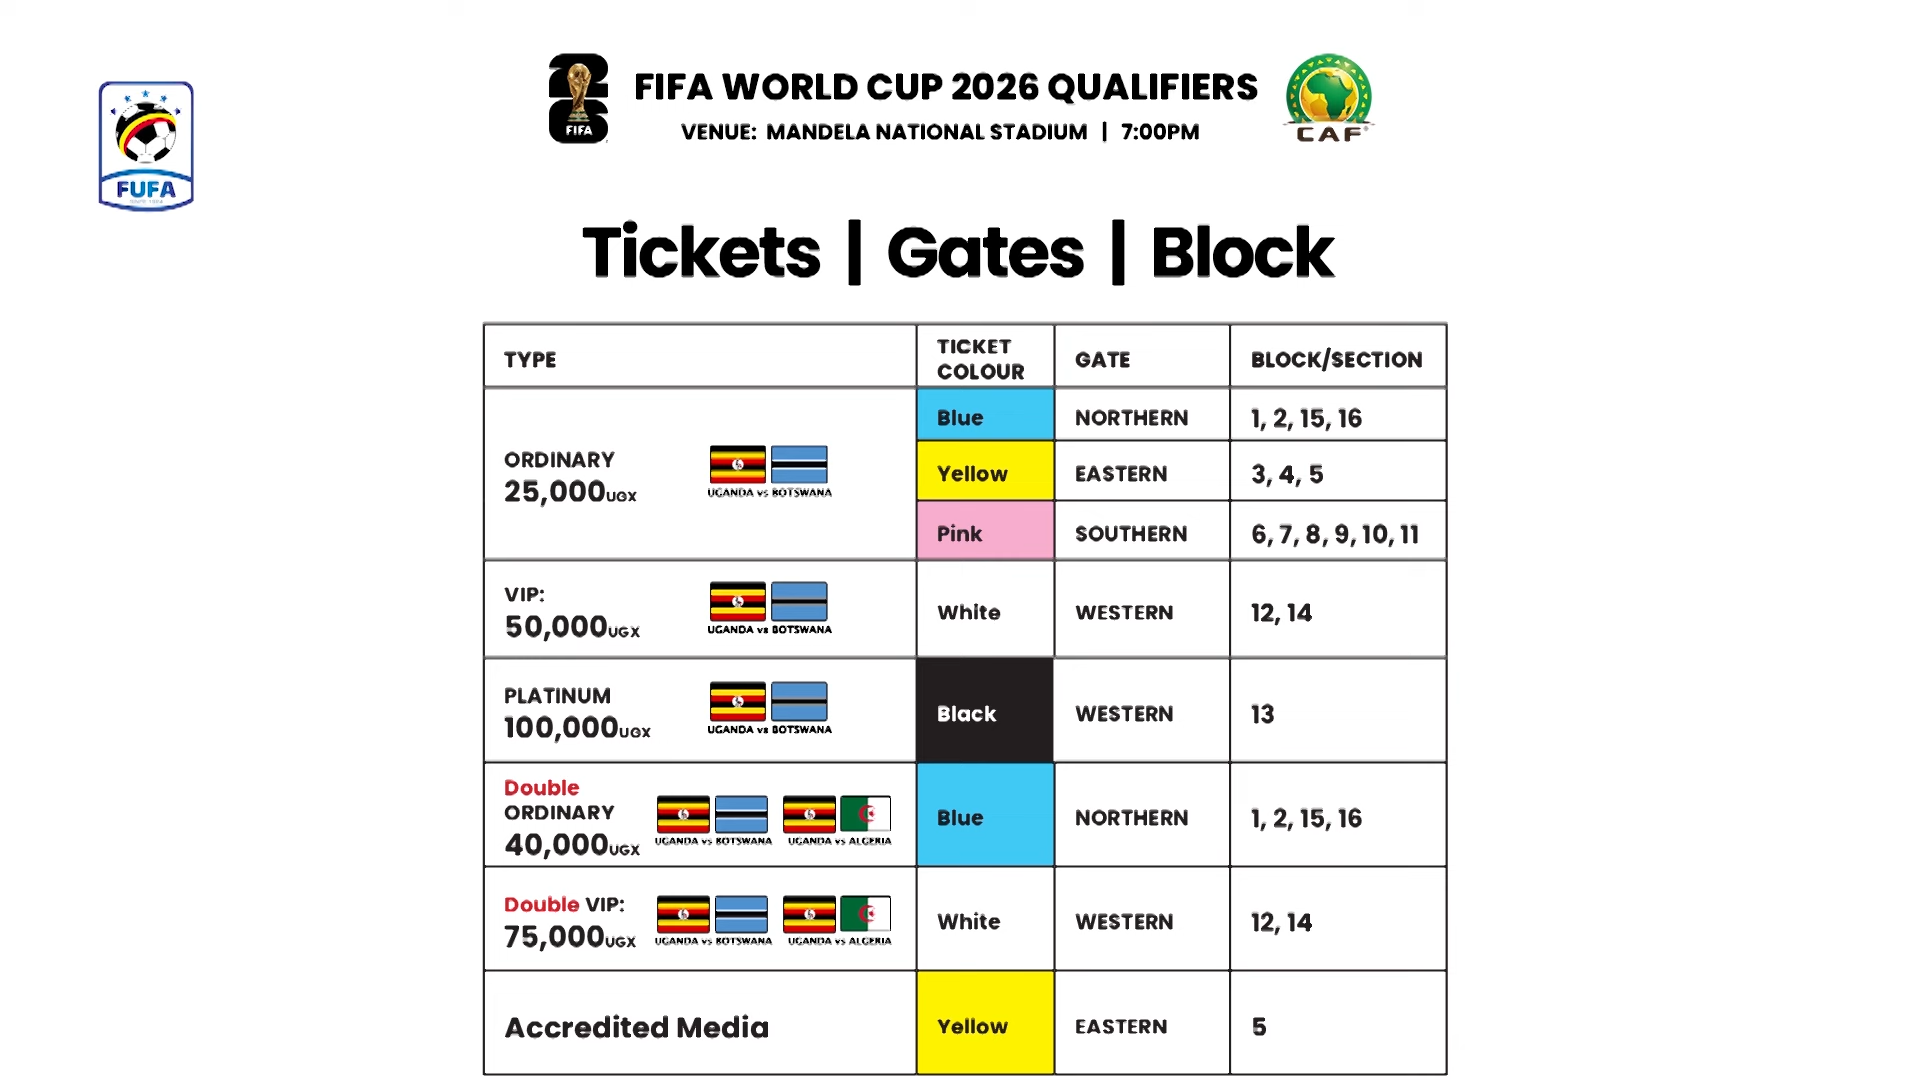 FIFA WORLD CUP 2026 QUALIFIERS
VENUE: MANDELA NATIONAL STADIUM | 7:00PM
FIFA
CAF
FUFA
Tickets | Gates | Block
TYPE
TICKET
COLOUR
GATE
BLOCK/SECTION
ORDINARY
25,000UGX
UGANDA vs BOTSWANA
Blue
NORTHERN
1, 2, 15, 16
Yellow
EASTERN
3, 4, 5
Pink
SOUTHERN
6, 7, 8, 9, 10, 11
VIP:
50,000UGX
UGANDA vs BOTSWANA
White
WESTERN
12, 14
PLATINUM
100,000UGX
UGANDA vs BOTSWANA
Black
WESTERN
13
Double
ORDINARY
40,000UGX
UGANDA vs BOTSWANA
UGANDA vs ALGERIA
Blue
NORTHERN
1, 2, 15, 16
Double VIP:
75,000UGX
UGANDA vs BOTSWANA
UGANDA vs ALGERIA
White
WESTERN
12, 14
Accredited Media
Yellow
EASTERN
5